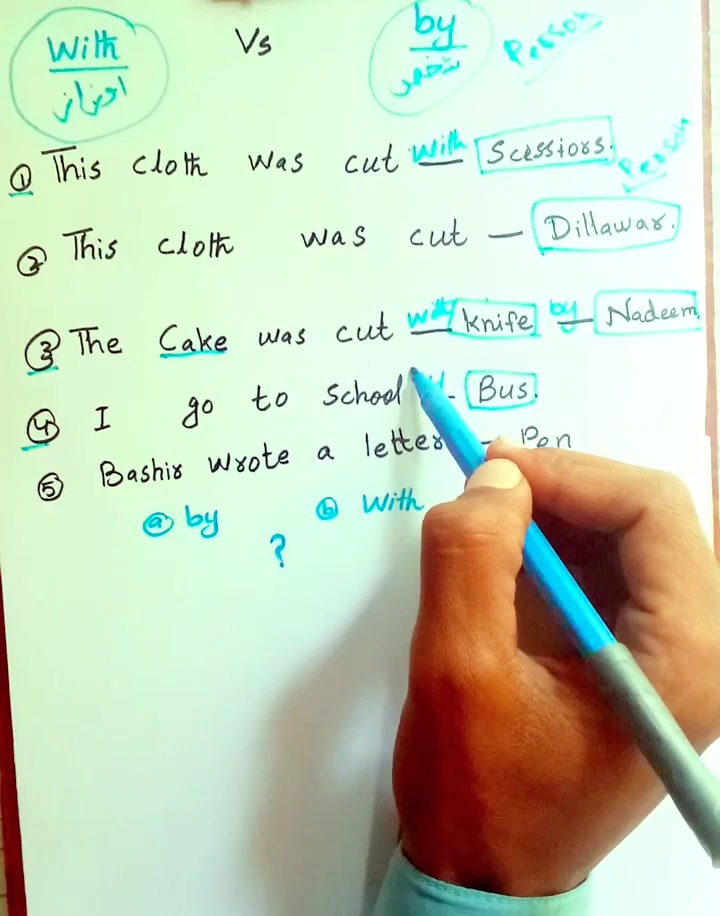 With Vs by Person
اوزار شخص
① This cloth was cut with Scessiors. Person
② This cloth was cut — Dillawar.
③ The Cake was cut with knife by Nadeem
④ I go to School Bus.
⑤ Bashir wrote a letter — Pen
ⓐ by ⓑ With
?